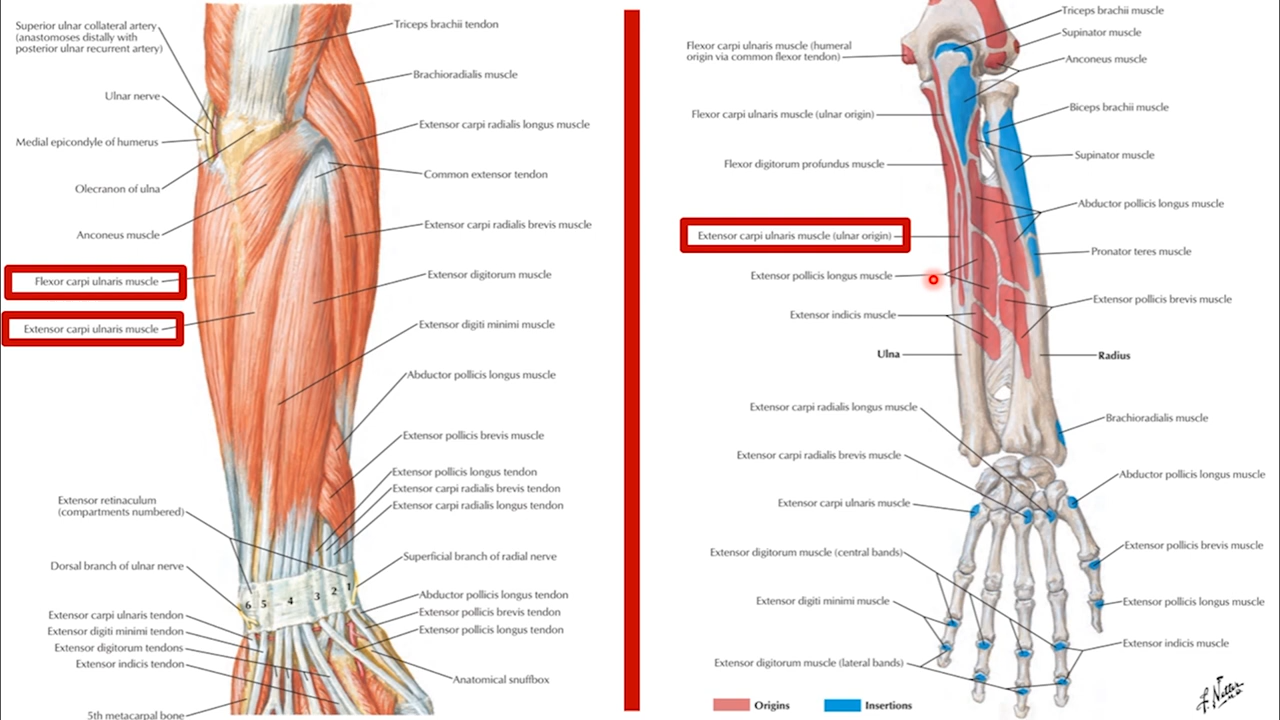 Superior ulnar collateral artery
(anastomoses distally with
posterior ulnar recurrent artery)
Ulnar nerve
Medial epicondyle of humerus
Olecranon of ulna
Anconeus muscle
Flexor carpi ulnaris muscle
Extensor carpi ulnaris muscle
Extensor retinaculum
(compartments numbered)
Dorsal branch of ulnar nerve
Extensor carpi ulnaris tendon
Extensor digiti minimi tendon
Extensor digitorum tendons
Extensor indicis tendon
5th metacarpal bone
6 5 4 3 2 1
Triceps brachii tendon
Brachioradialis muscle
Extensor carpi radialis longus muscle
Common extensor tendon
Extensor carpi radialis brevis muscle
Extensor digitorum muscle
Extensor digiti minimi muscle
Abductor pollicis longus muscle
Extensor pollicis brevis muscle
Extensor pollicis longus tendon
Extensor carpi radialis brevis tendon
Extensor carpi radialis longus tendon
Superficial branch of radial nerve
Abductor pollicis longus tendon
Extensor pollicis brevis tendon
Extensor pollicis longus tendon
Anatomical snuffbox
Flexor carpi ulnaris muscle (humeral
origin via common flexor tendon)
Flexor carpi ulnaris muscle (ulnar origin)
Flexor digitorum profundus muscle
Extensor carpi ulnaris muscle (ulnar origin)
Extensor pollicis longus muscle
Extensor indicis muscle
Ulna
Extensor carpi radialis longus muscle
Extensor carpi radialis brevis muscle
Extensor carpi ulnaris muscle
Extensor digitorum muscle (central bands)
Extensor digiti minimi muscle
Extensor digitorum muscle (lateral bands)
Triceps brachii muscle
Supinator muscle
Anconeus muscle
Biceps brachii muscle
Supinator muscle
Abductor pollicis longus muscle
Pronator teres muscle
Extensor pollicis brevis muscle
Radius
Brachioradialis muscle
Abductor pollicis longus muscle
Extensor pollicis brevis muscle
Extensor pollicis longus muscle
Extensor indicis muscle
Origins
Insertions
F. Netter